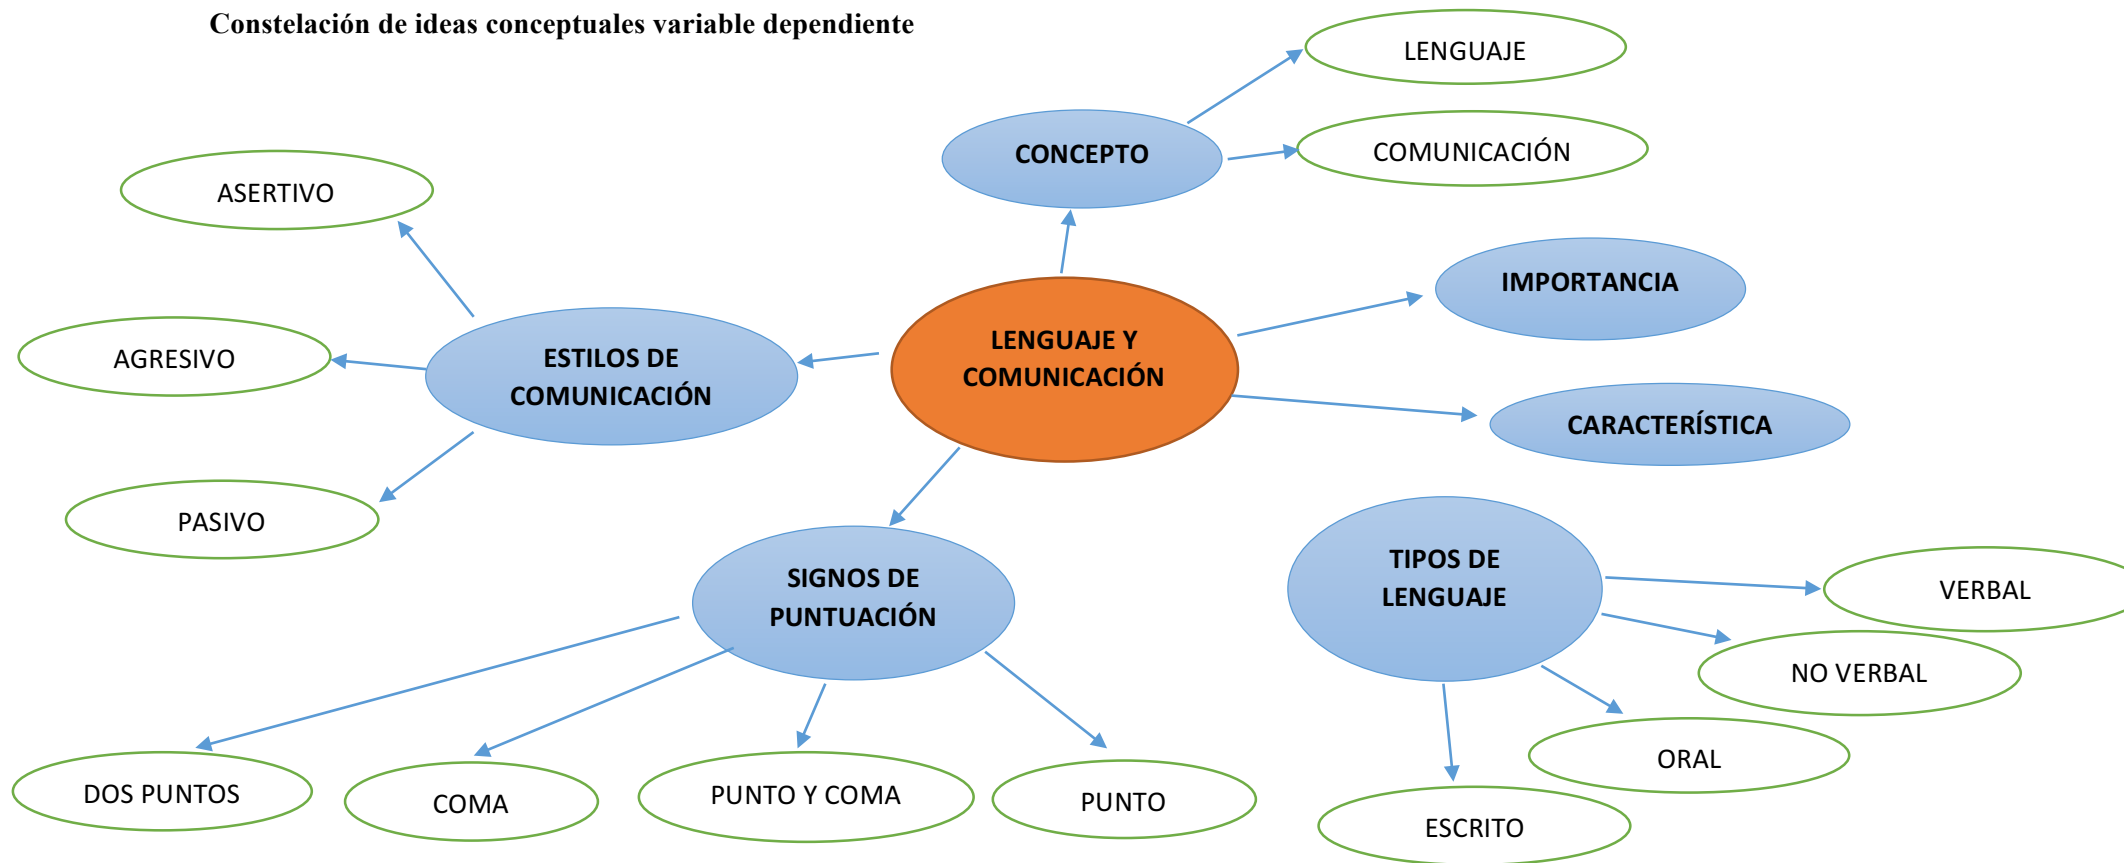 Constelación de ideas conceptuales variable dependiente
LENGUAJE
COMUNICACIÓN
CONCEPTO
ASERTIVO
IMPORTANCIA
LENGUAJE Y
COMUNICACIÓN
AGRESIVO
ESTILOS DE
COMUNICACIÓN
CARACTERÍSTICA
PASIVO
SIGNOS DE
PUNTUACIÓN
TIPOS DE
LENGUAJE
VERBAL
NO VERBAL
ORAL
ESCRITO
DOS PUNTOS
COMA
PUNTO Y COMA
PUNTO